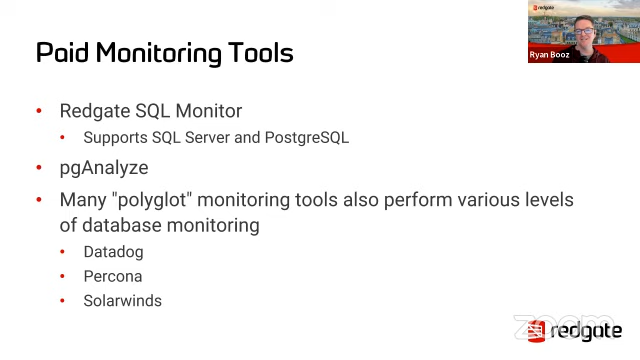 redgate
Ryan Booz
Paid Monitoring Tools
Redgate SQL Monitor
Supports SQL Server and PostgreSQL
pgAnalyze
Many "polyglot" monitoring tools also perform various levels
of database monitoring
Datadog
Percona
Solarwinds
zoom
redgate